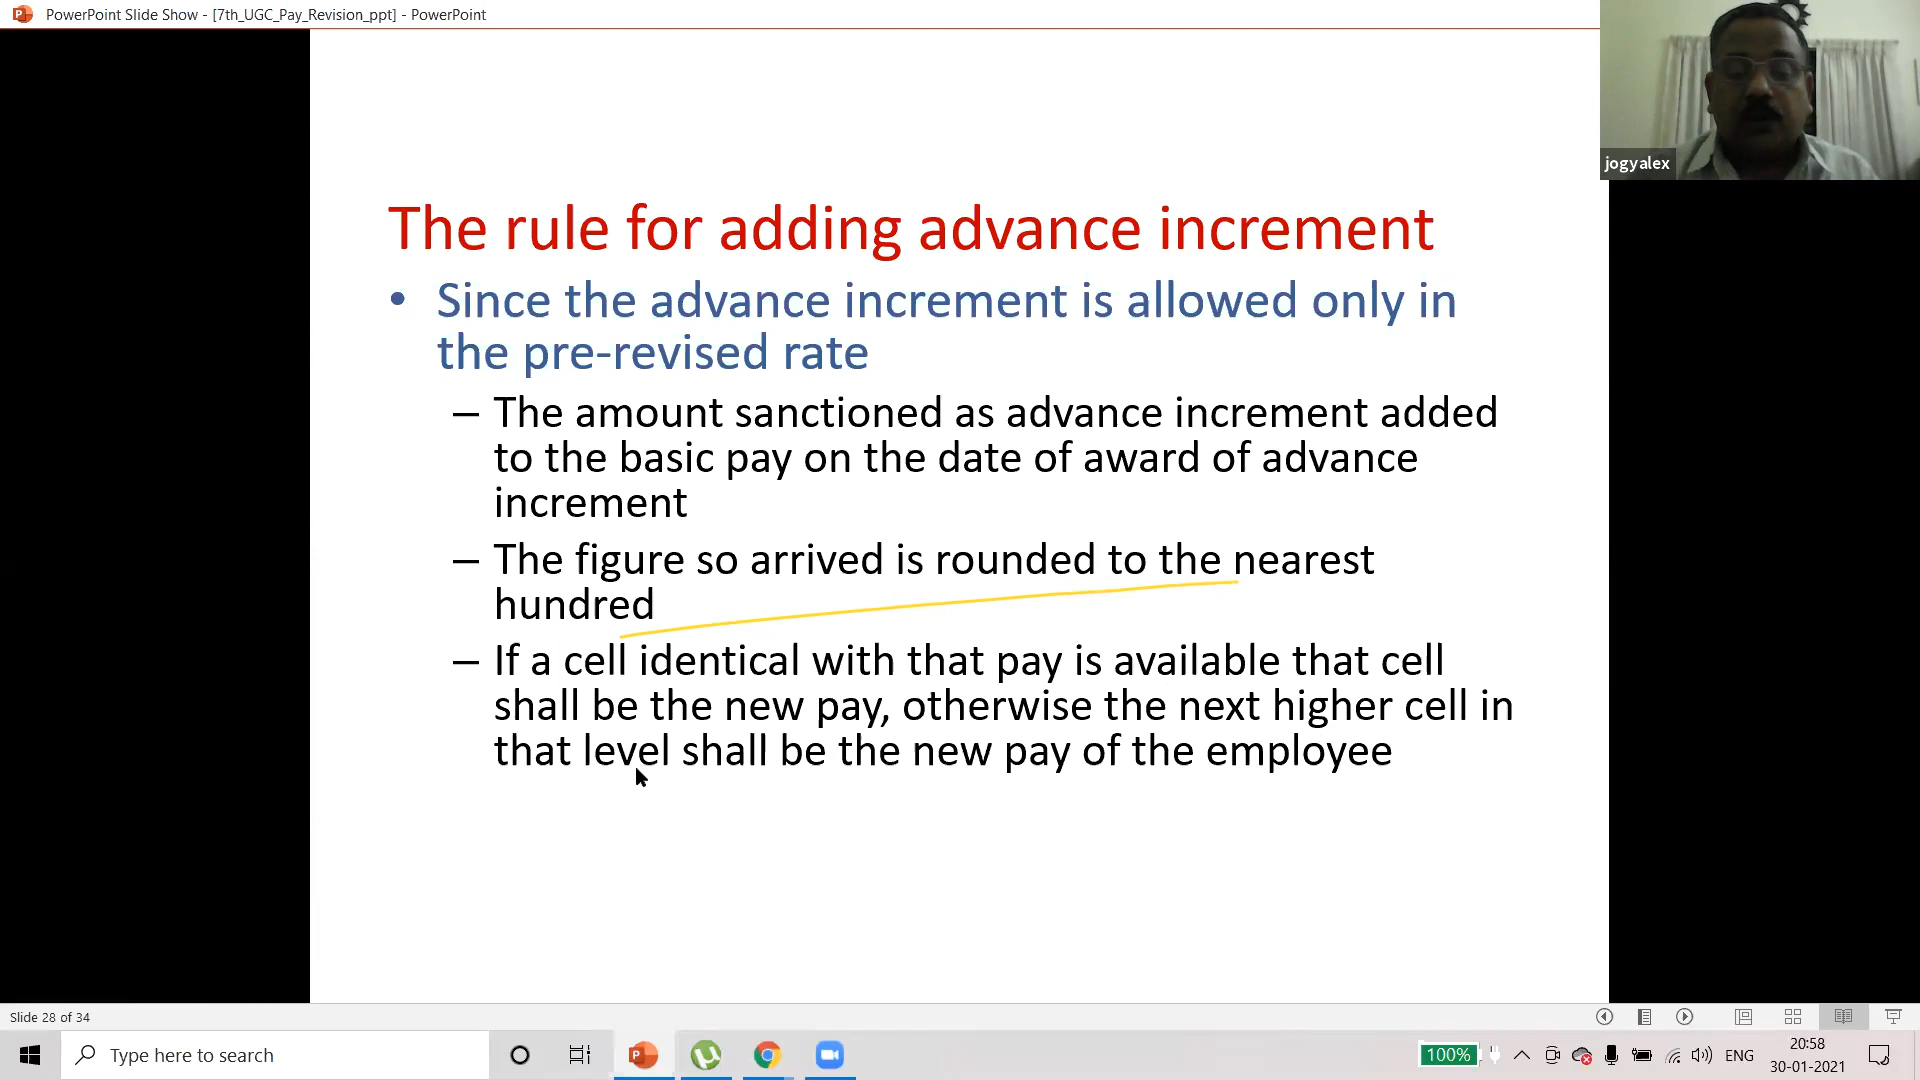 PowerPoint Slide Show - [7th_UGC_Pay_Revision_ppt] - PowerPoint
jogyalex
The rule for adding advance increment
• Since the advance increment is allowed only in
the pre-revised rate
– The amount sanctioned as advance increment added
to the basic pay on the date of award of advance
increment
– The figure so arrived is rounded to the nearest
hundred
– If a cell identical with that pay is available that cell
shall be the new pay, otherwise the next higher cell in
that level shall be the new pay of the employee
Slide 28 of 34
Type here to search
100%
ENG
20:58
30-01-2021